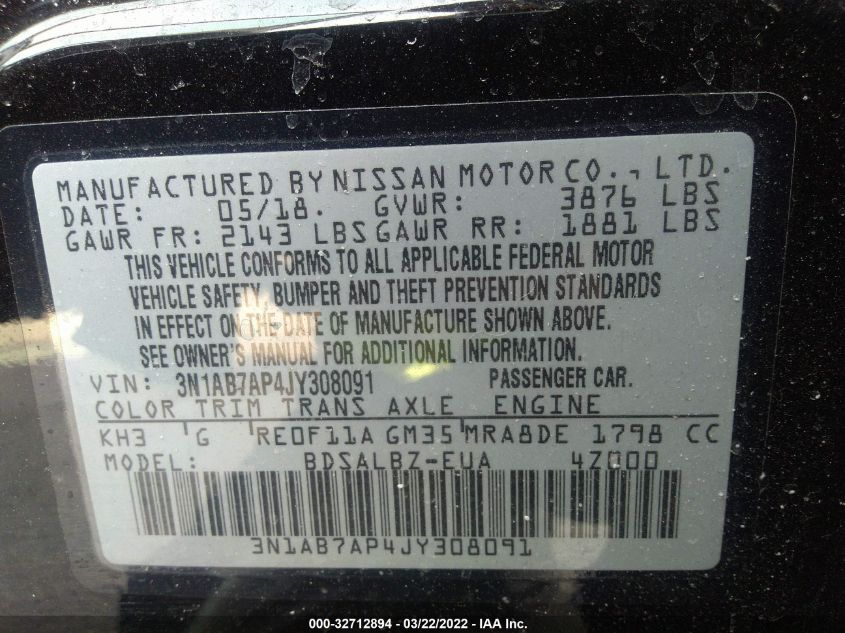 MANUFACTURED BY NISSAN MOTOR CO., LTD.
DATE: 05/18. GVWR: 3876 LBS
GAWR FR: 2143 LBS GAWR RR: 1881 LBS
THIS VEHICLE CONFORMS TO ALL APPLICABLE FEDERAL MOTOR
VEHICLE SAFETY, BUMPER AND THEFT PREVENTION STANDARDS
IN EFFECT ON THE DATE OF MANUFACTURE SHOWN ABOVE.
SEE OWNER'S MANUAL FOR ADDITIONAL INFORMATION.
VIN: 3N1AB7AP4JY308091 PASSENGER CAR.
COLOR TRIM TRANS AXLE ENGINE
KH3 G RE0F11A GM35 MRA8DE 1798 CC
MODEL: BDSALBZ-EUA 4Z000
3N1AB7AP4JY308091
000-32712894 - 03/22/2022 - IAA Inc.